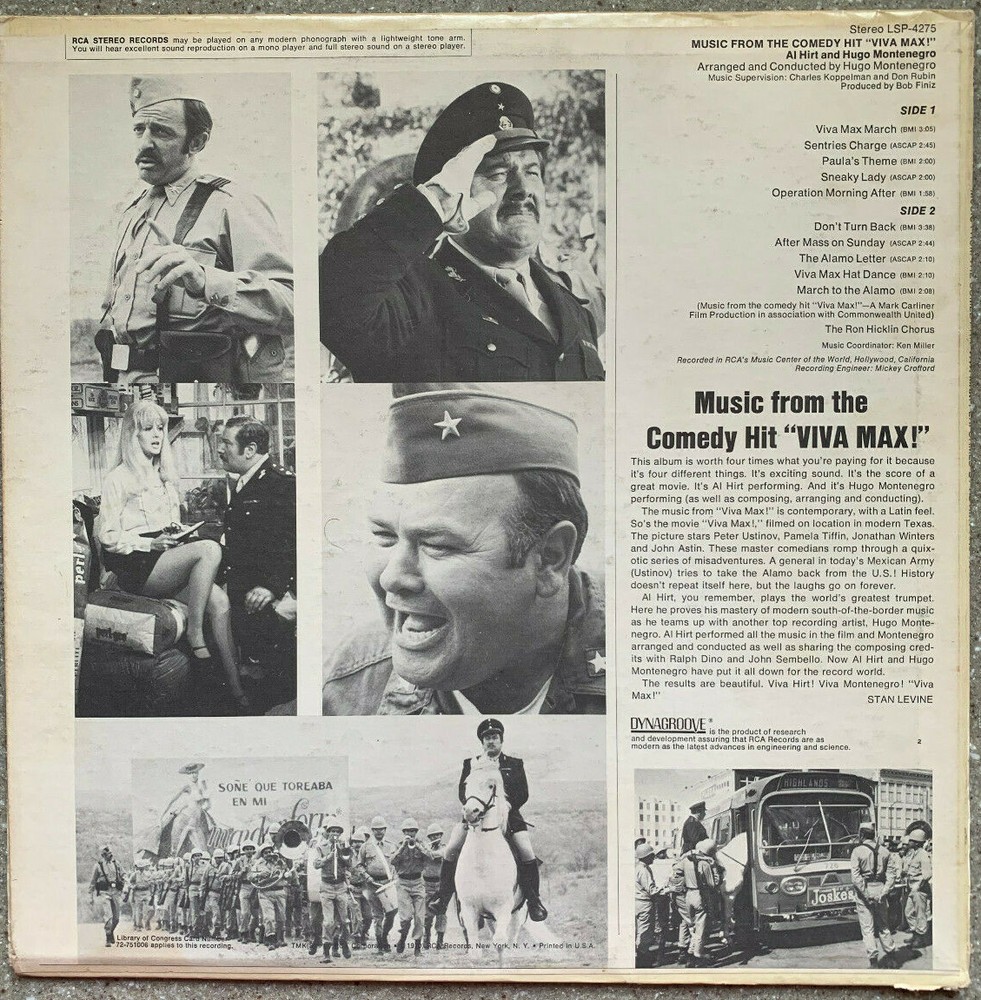 RCA STEREO RECORDS may be played on any modern phonograph with a lightweight tone arm.
You will hear excellent sound reproduction on a mono player and full stereo sound on a stereo player.
Stereo LSP-4275
MUSIC FROM THE COMEDY HIT "VIVA MAX!"
Al Hirt and Hugo Montenegro
Arranged and Conducted by Hugo Montenegro
Music Supervision: Charles Koppelman and Don Rubin
Produced by Bob Finiz
SIDE 1
Viva Max March (BMI 3:05)
Sentries Charge (ASCAP 2:45)
Paula's Theme (BMI 2:00)
Sneaky Lady (ASCAP 2:00)
Operation Morning After (BMI 1:58)
SIDE 2
Don't Turn Back (BMI 3:38)
After Mass on Sunday (ASCAP 2:44)
The Alamo Letter (ASCAP 2:10)
Viva Max Hat Dance (BMI 2:10)
March to the Alamo (BMI 2:08)
(Music from the comedy hit "Viva Max!"—A Mark Carliner
Film Production in association with Commonwealth United)
The Ron Hicklin Chorus
Music Coordinator: Ken Miller
Recorded in RCA's Music Center of the World, Hollywood, California
Recording Engineer: Mickey Crofford
Music from the
Comedy Hit "VIVA MAX!"
This album is worth four times what you're paying for it because
it's four different things. It's exciting sound. It's the score of a
great movie. It's Al Hirt performing. And it's Hugo Montenegro
performing (as well as composing, arranging and conducting).
The music from "Viva Max!" is contemporary, with a Latin feel.
So's the movie "Viva Max!," filmed on location in modern Texas.
The picture stars Peter Ustinov, Pamela Tiffin, Jonathan Winters
and John Astin. These master comedians romp through a quix-
otic series of misadventures. A general in today's Mexican Army
(Ustinov) tries to take the Alamo back from the U.S.! History
doesn't repeat itself here, but the laughs go on forever.
Al Hirt, you remember, plays the world's greatest trumpet.
Here he proves his mastery of modern south-of-the-border music
as he teams up with another top recording artist, Hugo Monte-
negro. Al Hirt performed all the music in the film and Montenegro
arranged and conducted as well as sharing the composing cred-
its with Ralph Dino and John Sembello. Now Al Hirt and Hugo
Montenegro have put it all down for the record world.
The results are beautiful. Viva Hirt! Viva Montenegro! "Viva
Max!"
STAN LEVINE
DYNAGROOVE ® is the product of research
and development assuring that RCA Records are as
modern as the latest advances in engineering and science.
2
SOÑE QUE TOREABA
EN MI
HIGHLANDS
Joskes
Library of Congress Card
72-751006 applies to this recording.
RCA Records, New York, N. Y. • Printed in U.S.A.